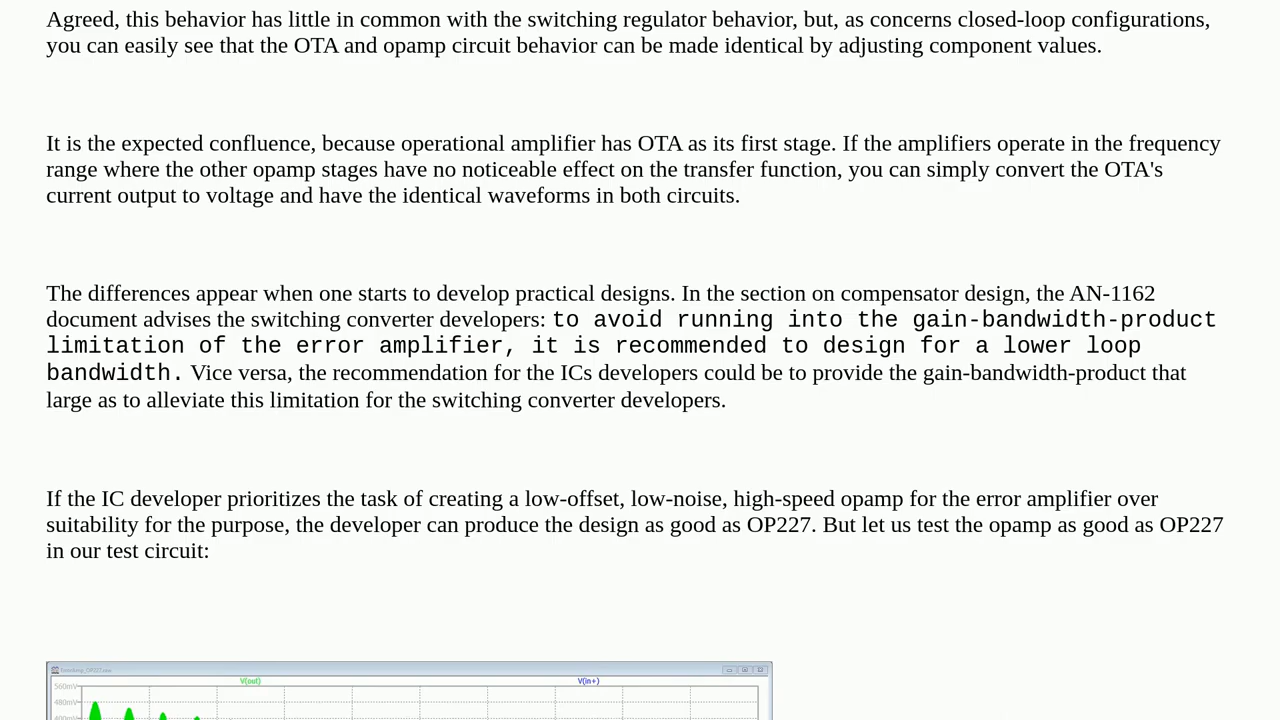 Agreed, this behavior has little in common with the switching regulator behavior, but, as concerns closed-loop configurations,
you can easily see that the OTA and opamp circuit behavior can be made identical by adjusting component values.
It is the expected confluence, because operational amplifier has OTA as its first stage. If the amplifiers operate in the frequency
range where the other opamp stages have no noticeable effect on the transfer function, you can simply convert the OTA's
current output to voltage and have the identical waveforms in both circuits.
The differences appear when one starts to develop practical designs. In the section on compensator design, the AN-1162
document advises the switching converter developers: to avoid running into the gain-bandwidth-product
limitation of the error amplifier, it is recommended to design for a lower loop
bandwidth. Vice versa, the recommendation for the ICs developers could be to provide the gain-bandwidth-product that
large as to alleviate this limitation for the switching converter developers.
If the IC developer prioritizes the task of creating a low-offset, low-noise, high-speed opamp for the error amplifier over
suitability for the purpose, the developer can produce the design as good as OP227. But let us test the opamp as good as OP227
in our test circuit:
V(out) V(in+)
560mV
480mV
400mV